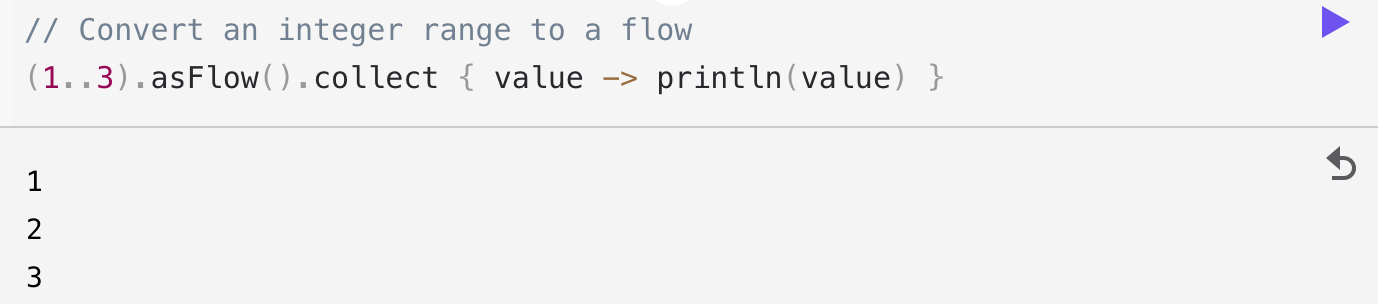 // Convert an integer range to a flow
(1..3).asFlow().collect { value -> println(value) }
1
2
3